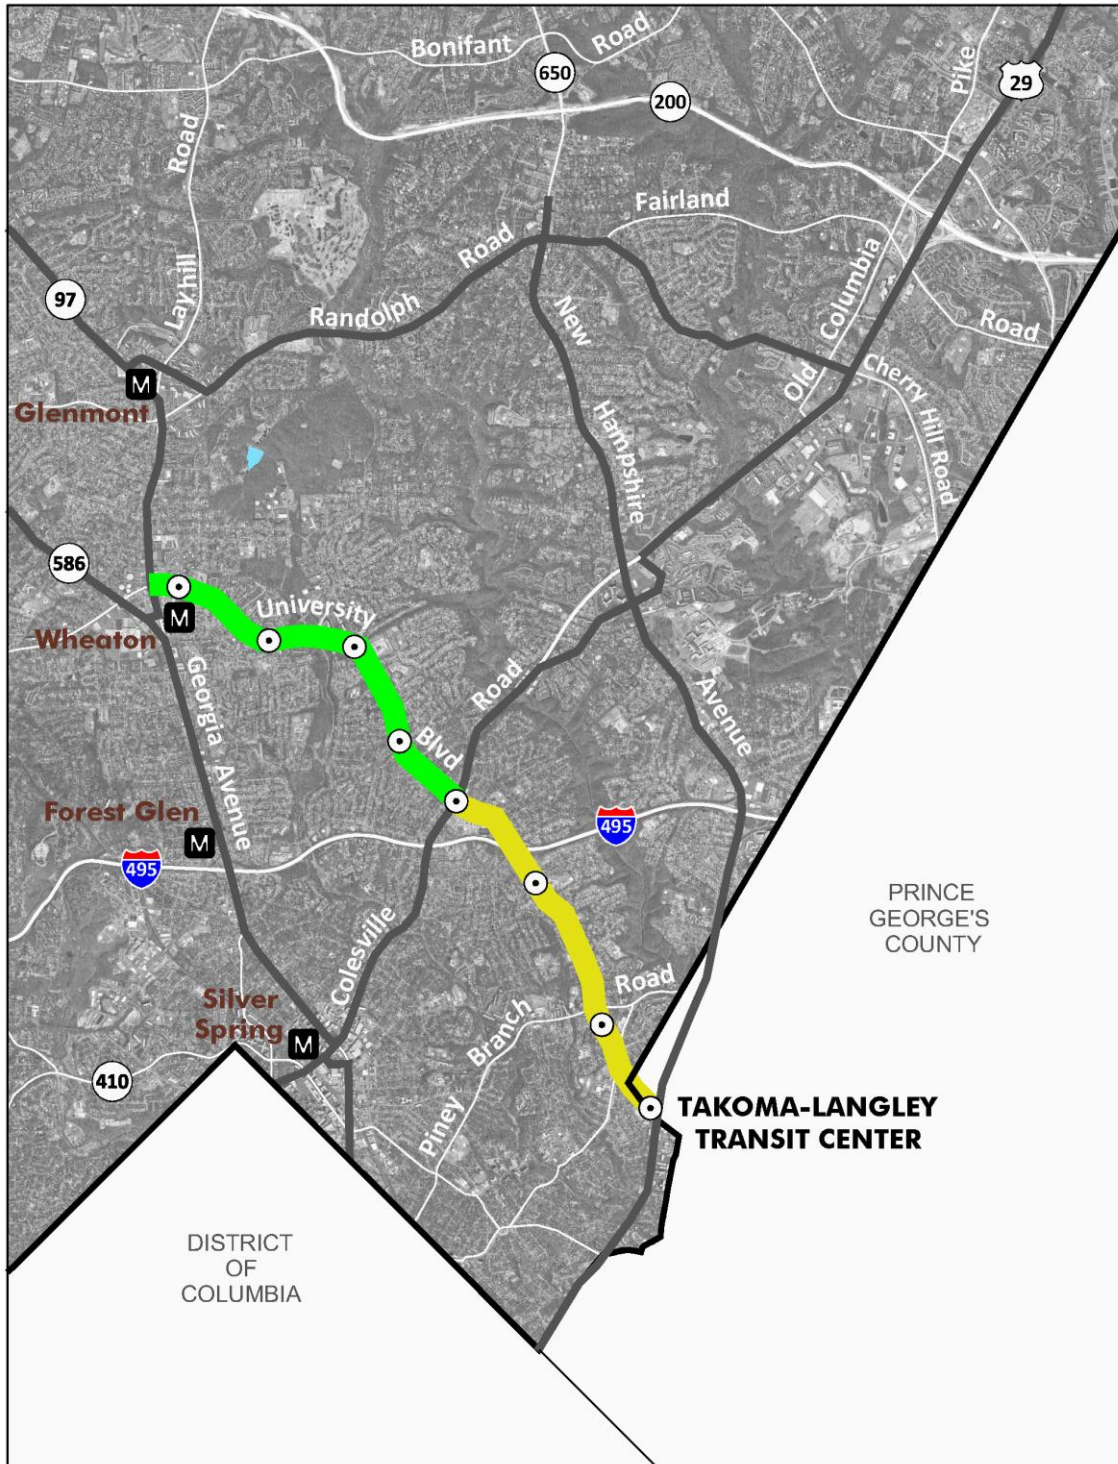 Bonifant
Road
650
200
29
Pike
Road
Fairland
Road
97
Layhill
Randolph
New
Old Columbia
Road
M
Glenmont
Cherry Hill Road
Hampshire
586
University
M
Wheaton
Georgia
Avenue
Road
Blvd
Avenue
Forest Glen
M
495
495
PRINCE
GEORGE'S
COUNTY
Colesville
Road
Silver
Spring
M
Branch
410
Piney
TAKOMA-LANGLEY
TRANSIT CENTER
DISTRICT
OF
COLUMBIA